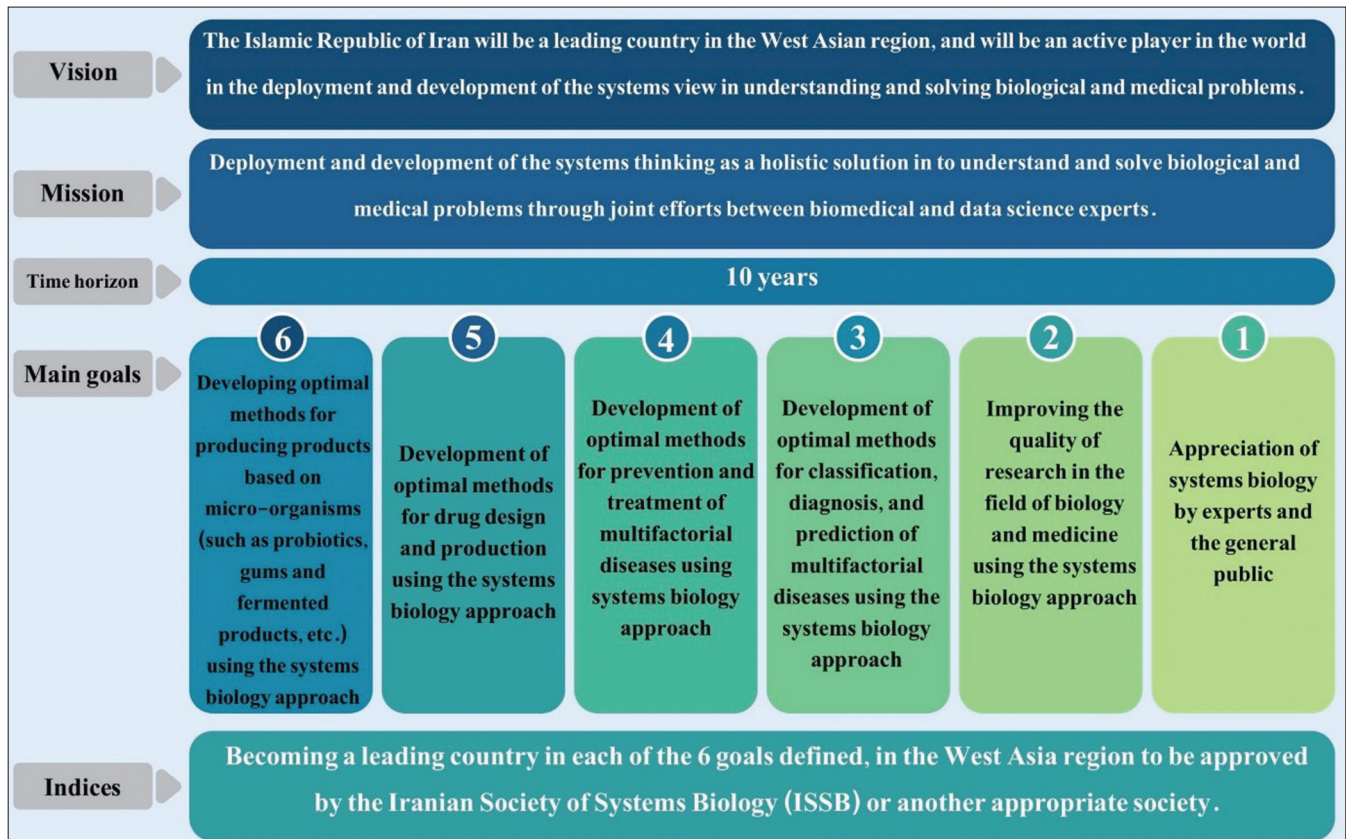 Vision
The Islamic Republic of Iran will be a leading country in the West Asian region, and will be an active player in the world
in the deployment and development of the systems view in understanding and solving biological and medical problems.
Mission
Deployment and development of the systems thinking as a holistic solution in to understand and solve biological and
medical problems through joint efforts between biomedical and data science experts.
Time horizon
10 years
Main goals
6
Developing optimal
methods for
producing products
based on
micro-organisms
(such as probiotics,
gums and
fermented
products, etc.)
using the systems
biology approach
5
Development of
optimal methods
for drug design
and production
using the systems
biology approach
4
Development of
optimal methods
for prevention and
treatment of
multifactorial
diseases using
systems biology
approach
3
Development of
optimal methods
for classification,
diagnosis, and
prediction of
multifactorial
diseases using the
systems biology
approach
2
Improving the
quality of
research in the
field of biology
and medicine
using the systems
biology approach
1
Appreciation of
systems biology
by experts and
the general
public
Indices
Becoming a leading country in each of the 6 goals defined, in the West Asia region to be approved
by the Iranian Society of Systems Biology (ISSB) or another appropriate society.